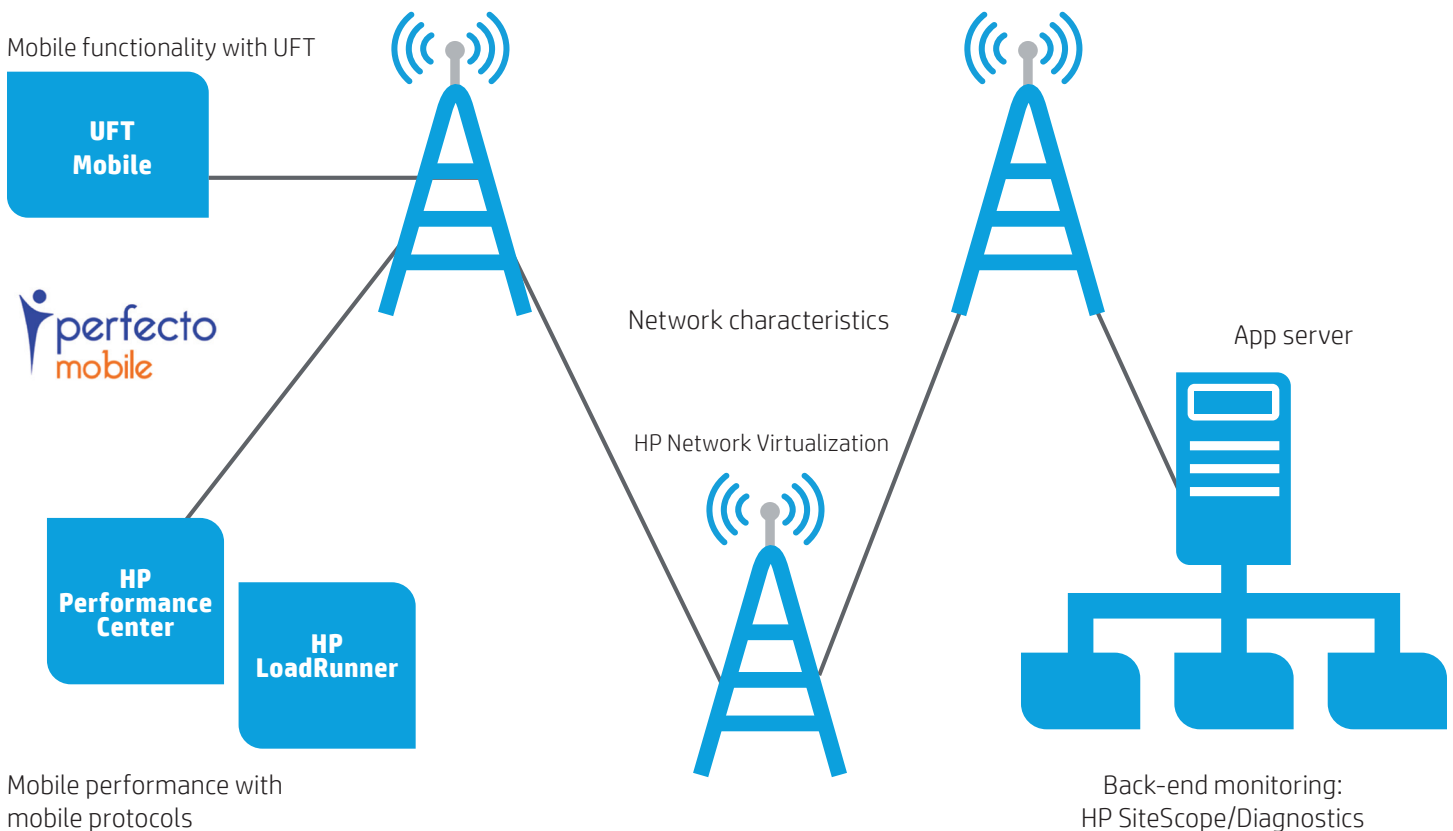 Mobile functionality with UFT
UFT
Mobile
perfecto
mobile
Network characteristics
App server
HP Network Virtualization
HP
Performance
Center
HP
LoadRunner
Mobile performance with
mobile protocols
Back-end monitoring:
HP SiteScope/Diagnostics